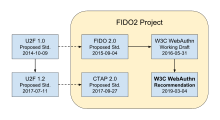 FIDO2 Project
U2F 1.0
Proposed Std.
2014-10-09
FIDO 2.0
Proposed Std.
2015-09-04
W3C WebAuthn
Working Draft
2016-05-31
U2F 1.2
Proposed Std.
2017-07-11
CTAP 2.0
Proposed Std.
2017-09-27
W3C WebAuthn
Recommendation
2019-03-04